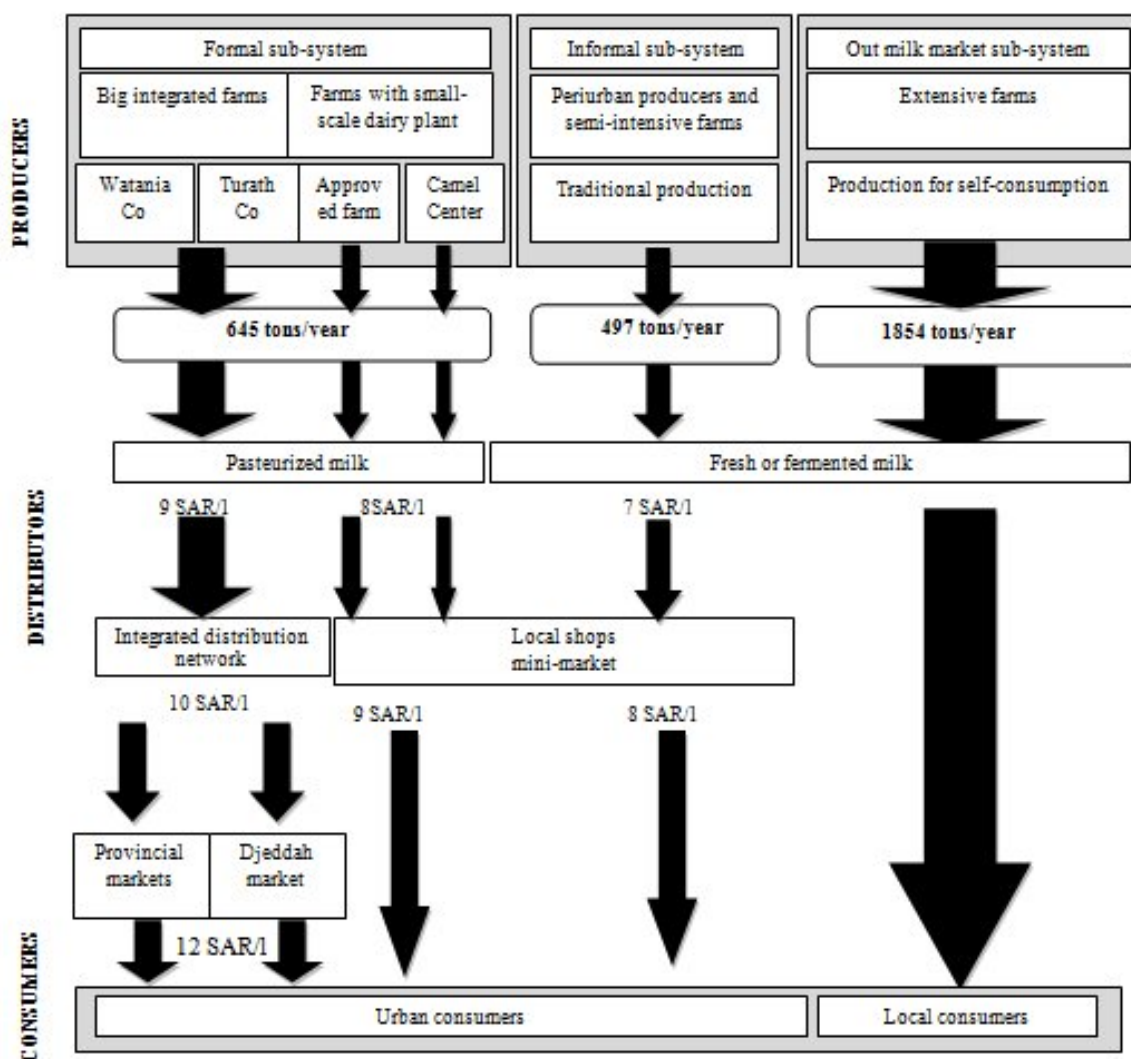 PRODUCERS
Formal sub-system
Informal sub-system
Out milk market sub-system
Big integrated farms
Farms with small-
scale dairy plant
Periurban producers and
semi-intensive farms
Extensive farms
Watania
Co
Turath
Co
Approv
ed farm
Camel
Center
Traditional production
Production for self-consumption
645 tons/year
497 tons/year
1854 tons/year
DISTRIBUTORS
Pasteurized milk
Fresh or fermented milk
9 SAR/l
8SAR/l
7 SAR/l
Integrated distribution
network
Local shops
mini-market
10 SAR/l
9 SAR/l
8 SAR/l
Provincial
markets
Djeddah
market
12 SAR/l
CONSUMERS
Urban consumers
Local consumers